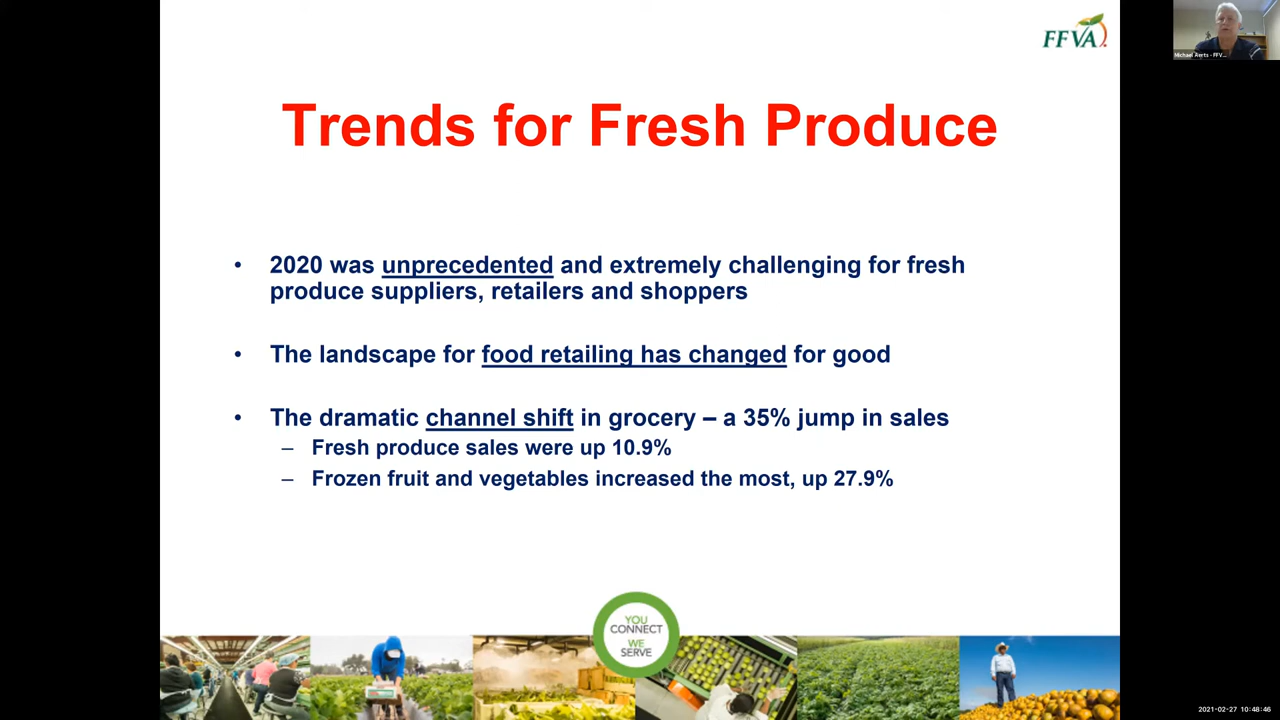 FFVA
Michael Aerts - FFV...
Trends for Fresh Produce
• 2020 was unprecedented and extremely challenging for fresh
produce suppliers, retailers and shoppers
• The landscape for food retailing has changed for good
• The dramatic channel shift in grocery – a 35% jump in sales
– Fresh produce sales were up 10.9%
– Frozen fruit and vegetables increased the most, up 27.9%
YOU
CONNECT
WE
SERVE
2021-02-27 10:48:46